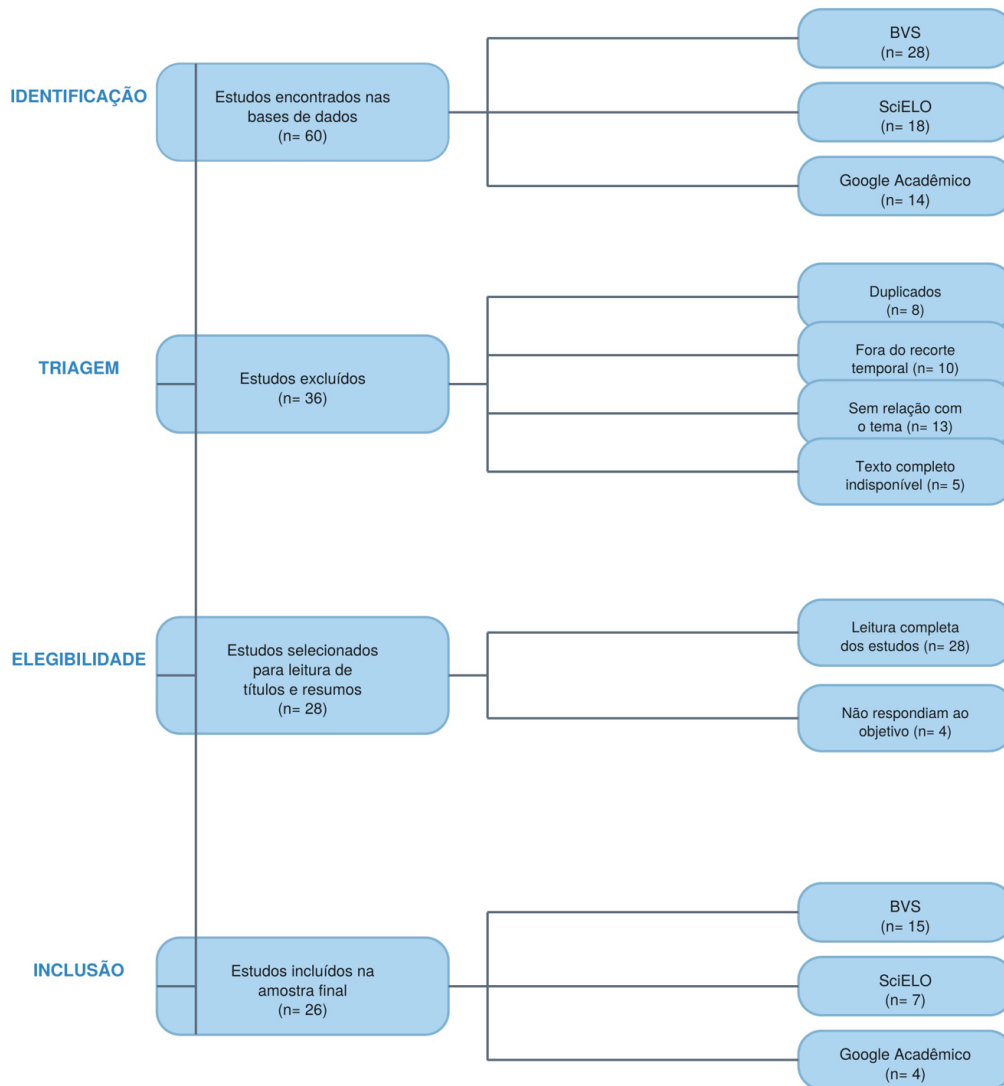 IDENTIFICAÇÃO
Estudos encontrados nas
bases de dados
(n= 60)
BVS
(n= 28)
SciELO
(n= 18)
Google Acadêmico
(n= 14)
TRIAGEM
Estudos excluídos
(n= 36)
Duplicados
(n= 8)
Fora do recorte
temporal (n= 10)
Sem relação com
o tema (n= 13)
Texto completo
indisponível (n= 5)
ELEGIBILIDADE
Estudos selecionados
para leitura de
títulos e resumos
(n= 28)
Leitura completa
dos estudos (n= 28)
Não respondiam ao
objetivo (n= 4)
INCLUSÃO
Estudos incluídos na
amostra final
(n= 26)
BVS
(n= 15)
SciELO
(n= 7)
Google Acadêmico
(n= 4)